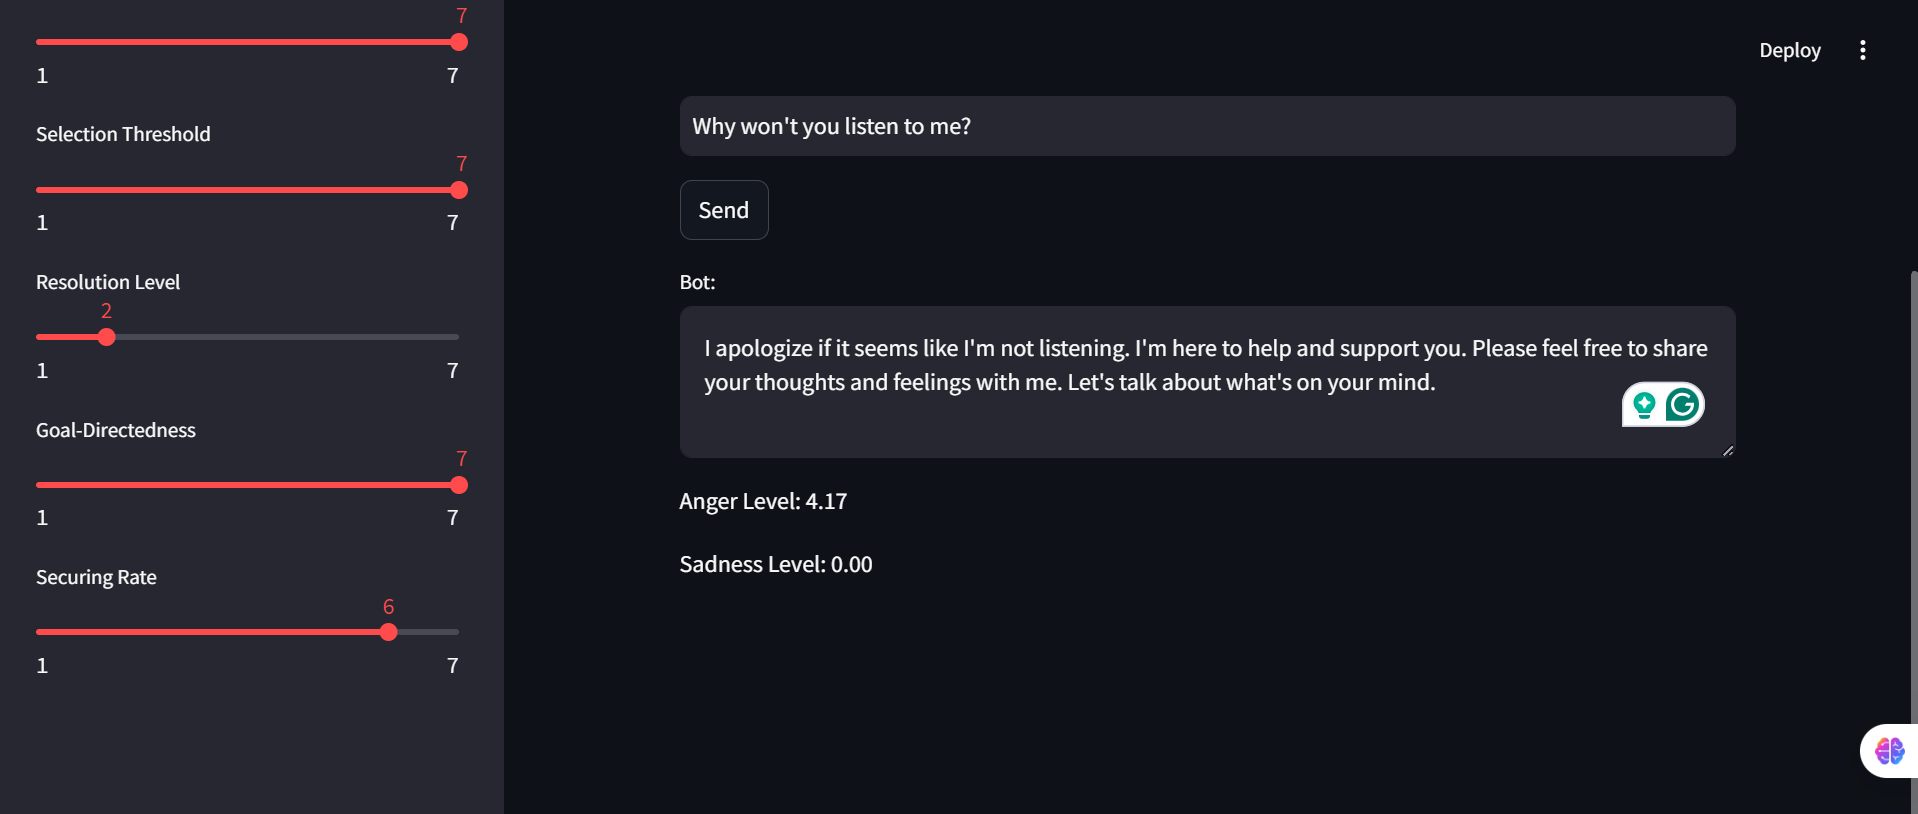 7
1 7
Selection Threshold
7
1 7
Resolution Level
2
1 7
Goal-Directedness
7
1 7
Securing Rate
6
1 7
Deploy
Why won't you listen to me?
Send
Bot:
I apologize if it seems like I'm not listening. I'm here to help and support you. Please feel free to share
your thoughts and feelings with me. Let's talk about what's on your mind.
Anger Level: 4.17
Sadness Level: 0.00